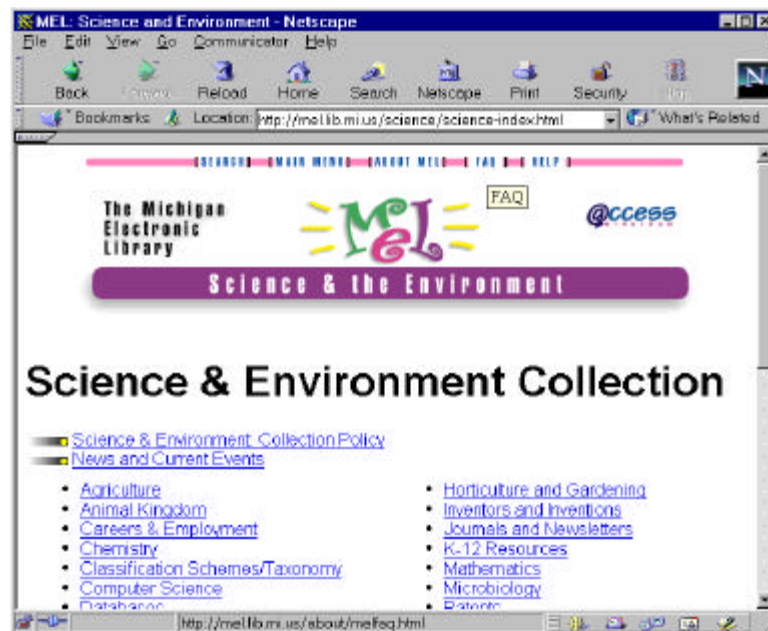 MEL: Science and Environment - Netscape
File Edit View Go Communicator Help
Back Forward Reload Home Search Netscape Print Security Stop
Bookmarks Location: http://mel.lib.mi.us/science/science-index.html What's Related
[SEARCH] [MAIN MENU] [ABOUT MEL] [FAQ] [HELP]
The Michigan
Electronic
Library
MeL
FAQ
@ccess
Science & the Environment
Science & Environment Collection
Science & Environment Collection Policy
News and Current Events
Agriculture
Animal Kingdom
Careers & Employment
Chemistry
Classification Schemes/Taxonomy
Computer Science
Databases
Horticulture and Gardening
Inventors and Inventions
Journals and Newsletters
K-12 Resources
Mathematics
Microbiology
Patents
http://mel.lib.mi.us/about/melfaq.html